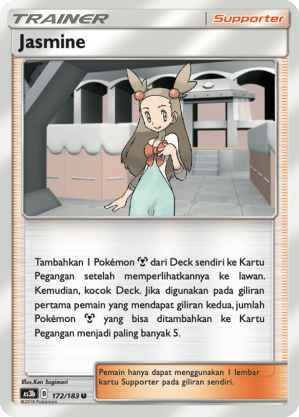 TRAINER Supporter
Jasmine
Tambahkan 1 Pokémon dari Deck sendiri ke Kartu
Pegangan setelah memperlihatkannya ke lawan.
Kemudian, kocok Deck. Jika digunakan pada giliran
pertama pemain yang mendapat giliran kedua, jumlah
Pokémon yang bisa ditambahkan ke Kartu
Pegangan menjadi paling banyak 5.
Illus.Ken Sugimori
Pemain hanya dapat menggunakan 1 lembar
kartu Supporter pada giliran sendiri.
AS3b B 172/183 U
©2019 Pokémon